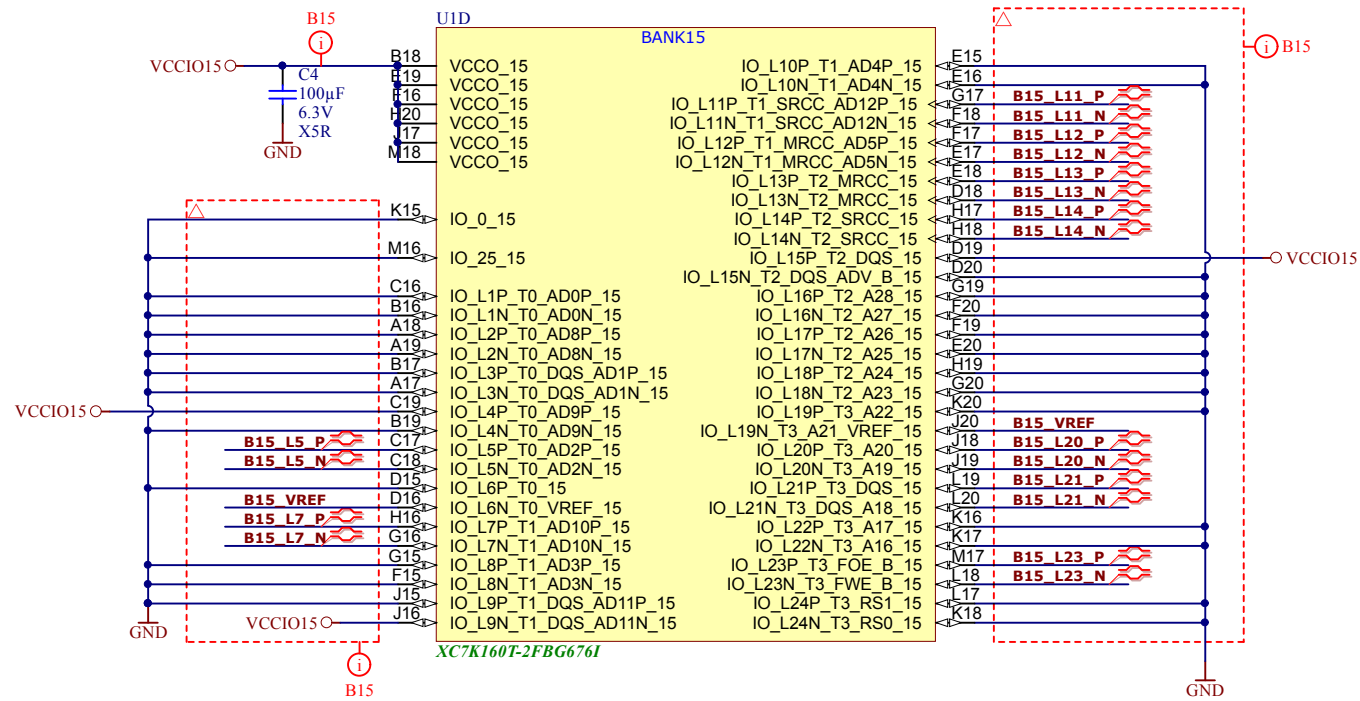 B15
U1D
BANK15
VCCIO15
C4
100µF
6.3V
X5R
GND
B18 VCCO_15
E19 VCCO_15
F16 VCCO_15
H20 VCCO_15
J17 VCCO_15
M18 VCCO_15
K15 IO_0_15
M16 IO_25_15
C16 IO_L1P_T0_AD0P_15
B16 IO_L1N_T0_AD0N_15
A18 IO_L2P_T0_AD8P_15
A19 IO_L2N_T0_AD8N_15
B17 IO_L3P_T0_DQS_AD1P_15
A17 IO_L3N_T0_DQS_AD1N_15
VCCIO15 C19 IO_L4P_T0_AD9P_15
B19 IO_L4N_T0_AD9N_15
B15_L5_P C17 IO_L5P_T0_AD2P_15
B15_L5_N C18 IO_L5N_T0_AD2N_15
D15 IO_L6P_T0_15
B15_VREF D16 IO_L6N_T0_VREF_15
B15_L7_P H16 IO_L7P_T1_AD10P_15
B15_L7_N G16 IO_L7N_T1_AD10N_15
G15 IO_L8P_T1_AD3P_15
F15 IO_L8N_T1_AD3N_15
J15 IO_L9P_T1_DQS_AD11P_15
VCCIO15 J16 IO_L9N_T1_DQS_AD11N_15
GND
i
B15
IO_L10P_T1_AD4P_15 E15
IO_L10N_T1_AD4N_15 E16
IO_L11P_T1_SRCC_AD12P_15 G17 B15_L11_P
IO_L11N_T1_SRCC_AD12N_15 F18 B15_L11_N
IO_L12P_T1_MRCC_AD5P_15 F17 B15_L12_P
IO_L12N_T1_MRCC_AD5N_15 E17 B15_L12_N
IO_L13P_T2_MRCC_15 E18 B15_L13_P
IO_L13N_T2_MRCC_15 D18 B15_L13_N
IO_L14P_T2_SRCC_15 H17 B15_L14_P
IO_L14N_T2_SRCC_15 H18 B15_L14_N
IO_L15P_T2_DQS_15 D19 VCCIO15
IO_L15N_T2_DQS_ADV_B_15 D20
IO_L16P_T2_A28_15 G19
IO_L16N_T2_A27_15 F20
IO_L17P_T2_A26_15 F19
IO_L17N_T2_A25_15 E20
IO_L18P_T2_A24_15 H19
IO_L18N_T2_A23_15 G20
IO_L19P_T3_A22_15 K20
IO_L19N_T3_A21_VREF_15 J20 B15_VREF
IO_L20P_T3_A20_15 J18 B15_L20_P
IO_L20N_T3_A19_15 J19 B15_L20_N
IO_L21P_T3_DQS_15 L19 B15_L21_P
IO_L21N_T3_DQS_A18_15 L20 B15_L21_N
IO_L22P_T3_A17_15 K16
IO_L22N_T3_A16_15 K17
IO_L23P_T3_FOE_B_15 M17 B15_L23_P
IO_L23N_T3_FWE_B_15 L18 B15_L23_N
IO_L24P_T3_RS1_15 L17
IO_L24N_T3_RS0_15 K18
GND
i
B15
i
XC7K160T-2FBG676I